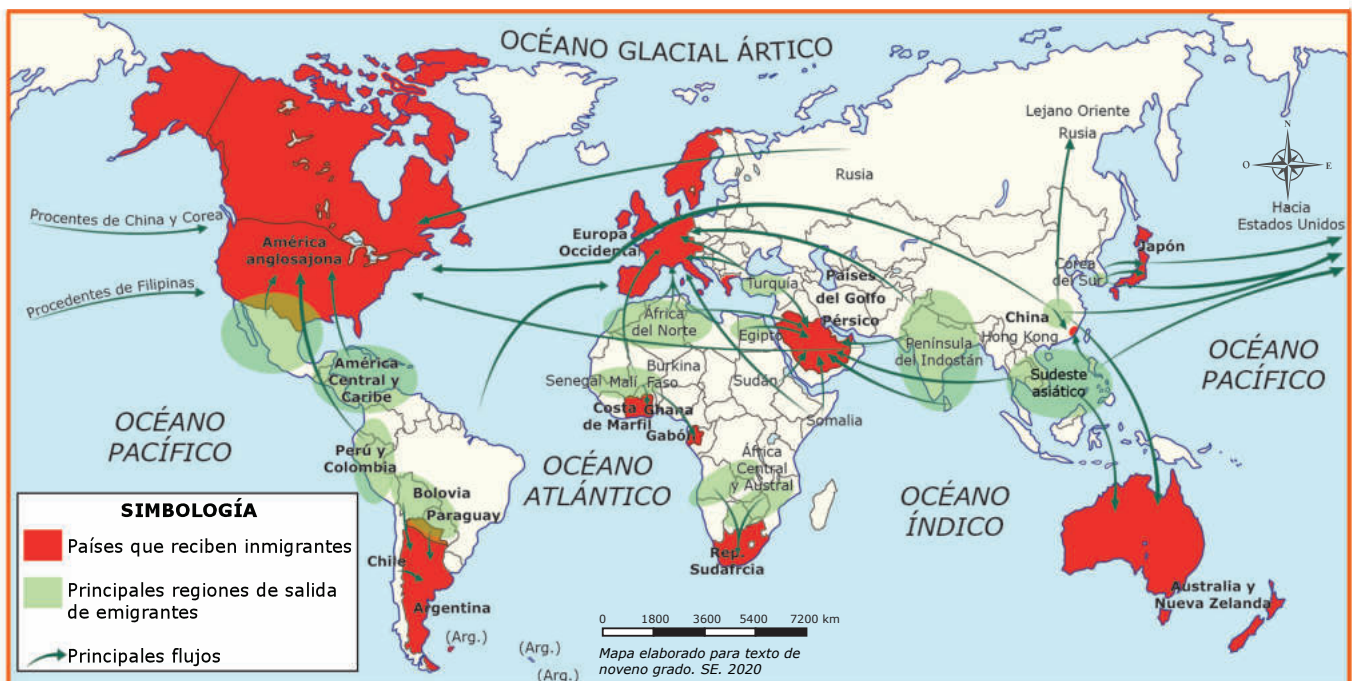 OCÉANO GLACIAL ÁRTICO
Lejano Oriente
Rusia
N
O
E
Rusia
Procentes de China y Corea
Hacia
Estados Unidos
América
anglosajona
Europa
Occidental
Japón
Corea
del Sur
Turquía
Países
del Golfo
Pérsico
Procedentes de Filipinas
África
del Norte
Egipto
China
Hong Kong
Península
del Indostán
OCÉANO
PACÍFICO
América
Central y
Caribe
Senegal
Malí
Burkina
Faso
Sudán
Sudeste
asiático
Costa
de Marfil
Ghana
Gabón
Somalia
OCÉANO
PACÍFICO
Perú y
Colombia
OCÉANO
ATLÁNTICO
África
Central
y Austral
OCÉANO
ÍNDICO
Bolovia
Paraguay
SIMBOLOGÍA
Países que reciben inmigrantes
Principales regiones de salida
de emigrantes
Principales flujos
Chile
Argentina
Rep.
Sudafrcia
Australia y
Nueva Zelanda
(Arg.)
(Arg.)
(Arg.)
0 1800 3600 5400 7200 km
Mapa elaborado para texto de
noveno grado. SE. 2020